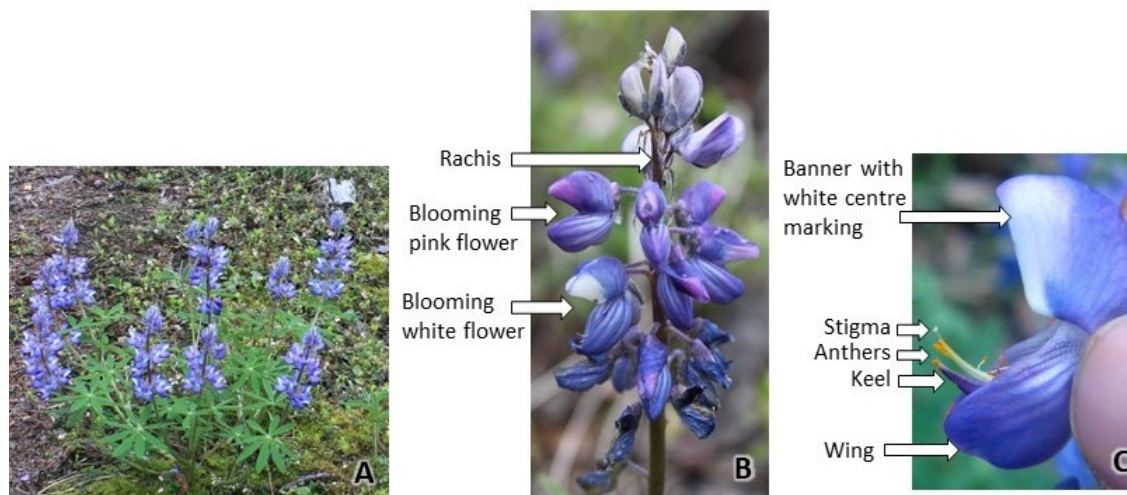 A
Rachis
Blooming
pink flower
Blooming
white flower
B
Banner with
white centre
marking
Stigma
Anthers
Keel
Wing
C